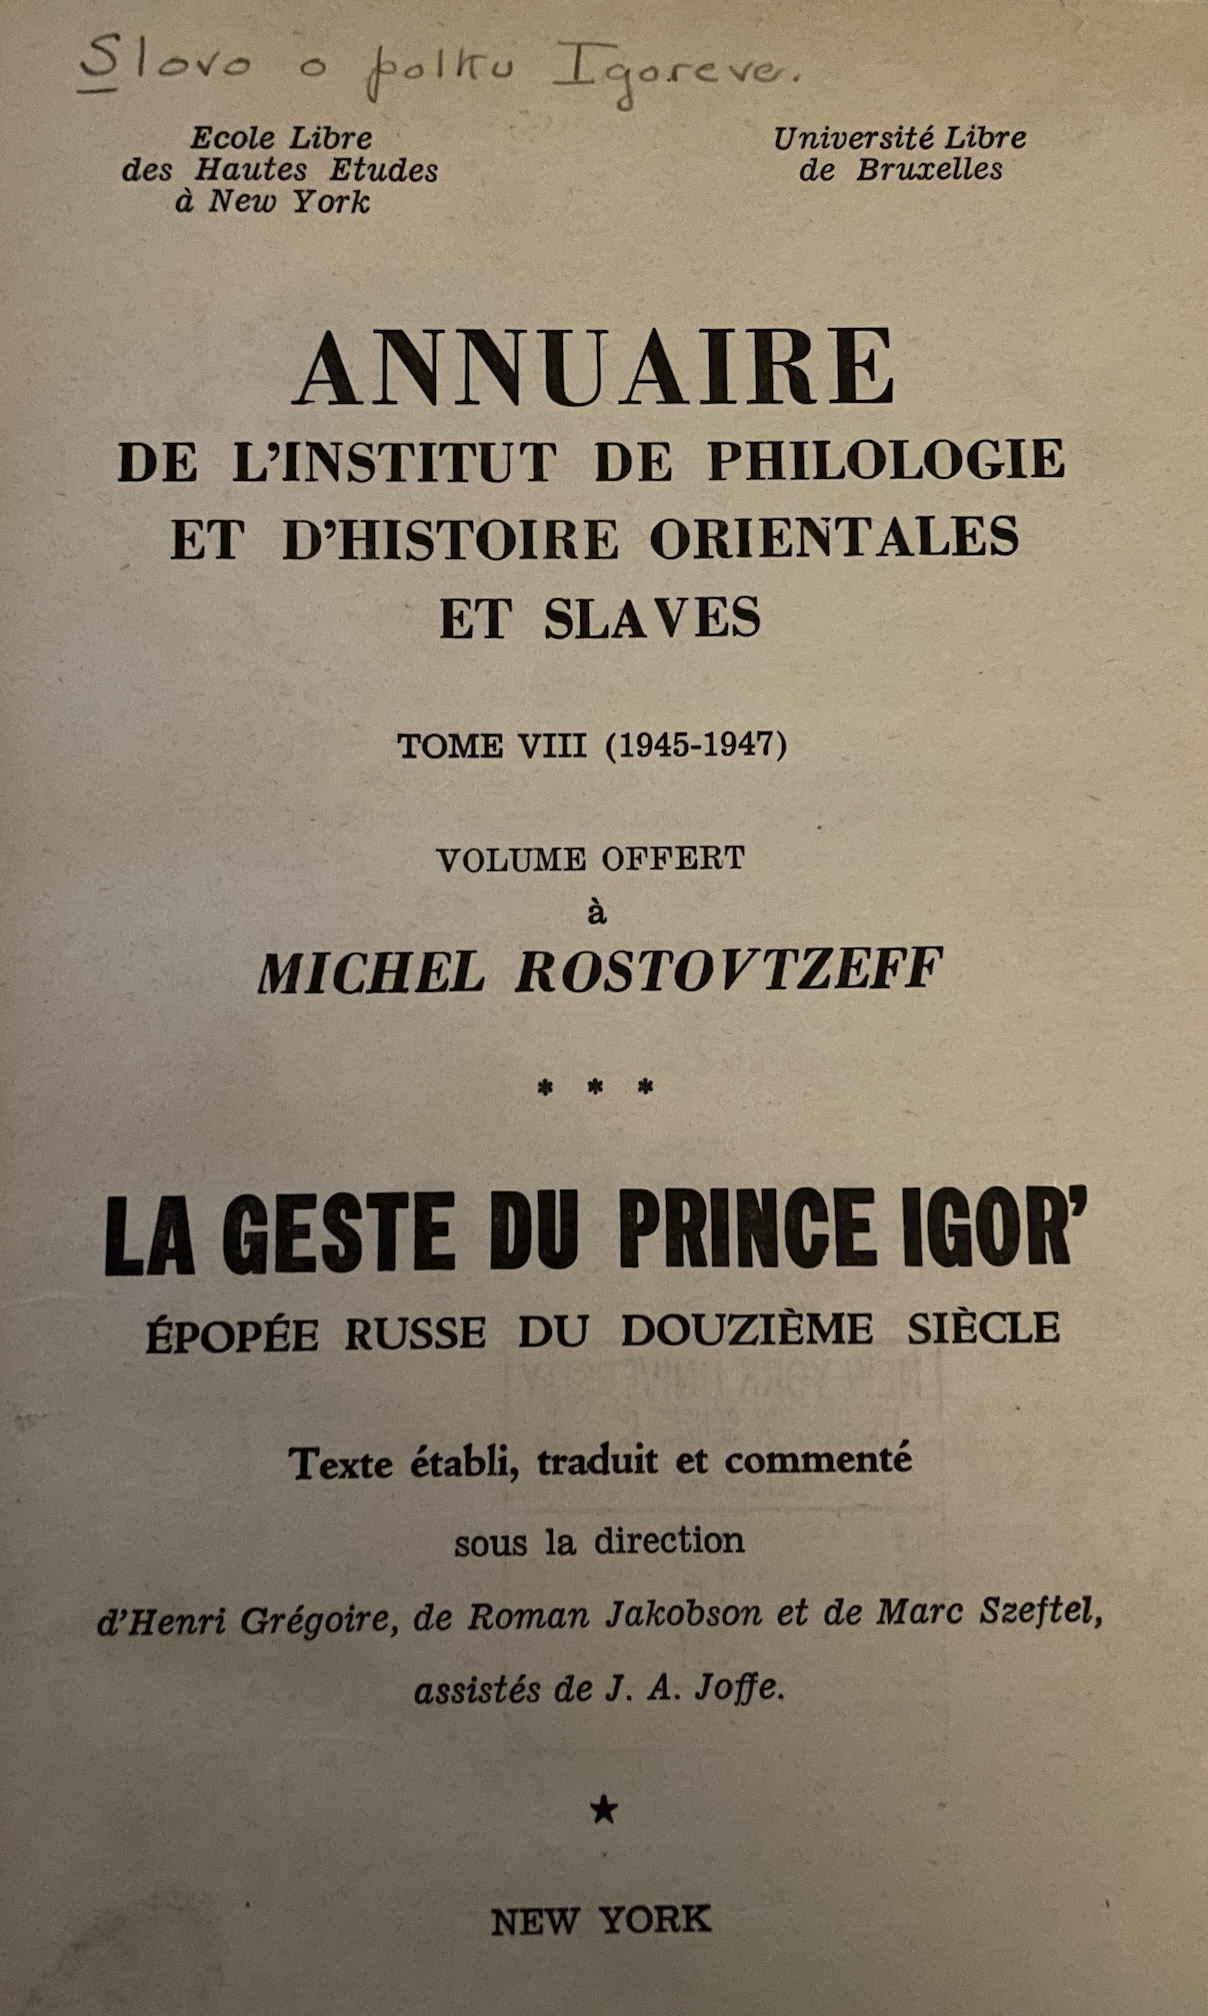 Slovo o polku Igoreve.
Ecole Libre
des Hautes Etudes
à New York
Université Libre
de Bruxelles
ANNUAIRE
DE L'INSTITUT DE PHILOLOGIE
ET D'HISTOIRE ORIENTALES
ET SLAVES
TOME VIII (1945-1947)
VOLUME OFFERT
à
MICHEL ROSTOVTZEFF
* * *
LA GESTE DU PRINCE IGOR'
ÉPOPÉE RUSSE DU DOUZIÈME SIÈCLE
Texte établi, traduit et commenté
sous la direction
d'Henri Grégoire, de Roman Jakobson et de Marc Szeftel,
assistés de J. A. Joffe.
★
NEW YORK